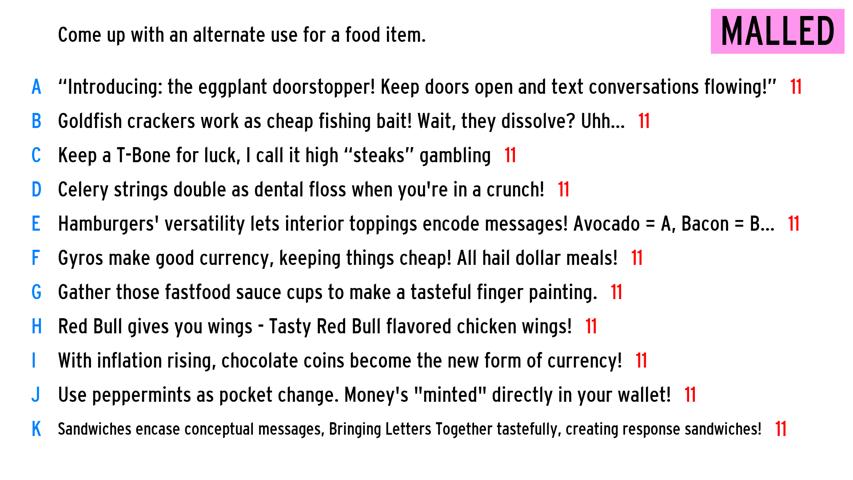 Come up with an alternate use for a food item.
MALLED
A "Introducing: the eggplant doorstopper! Keep doors open and text conversations flowing!" 11
B Goldfish crackers work as cheap fishing bait! Wait, they dissolve? Uhh... 11
C Keep a T-Bone for luck, I call it high "steaks" gambling 11
D Celery strings double as dental floss when you're in a crunch! 11
E Hamburgers' versatility lets interior toppings encode messages! Avocado = A, Bacon = B... 11
F Gyros make good currency, keeping things cheap! All hail dollar meals! 11
G Gather those fastfood sauce cups to make a tasteful finger painting. 11
H Red Bull gives you wings - Tasty Red Bull flavored chicken wings! 11
I With inflation rising, chocolate coins become the new form of currency! 11
J Use peppermints as pocket change. Money's "minted" directly in your wallet! 11
K Sandwiches encase conceptual messages, Bringing Letters Together tastefully, creating response sandwiches! 11